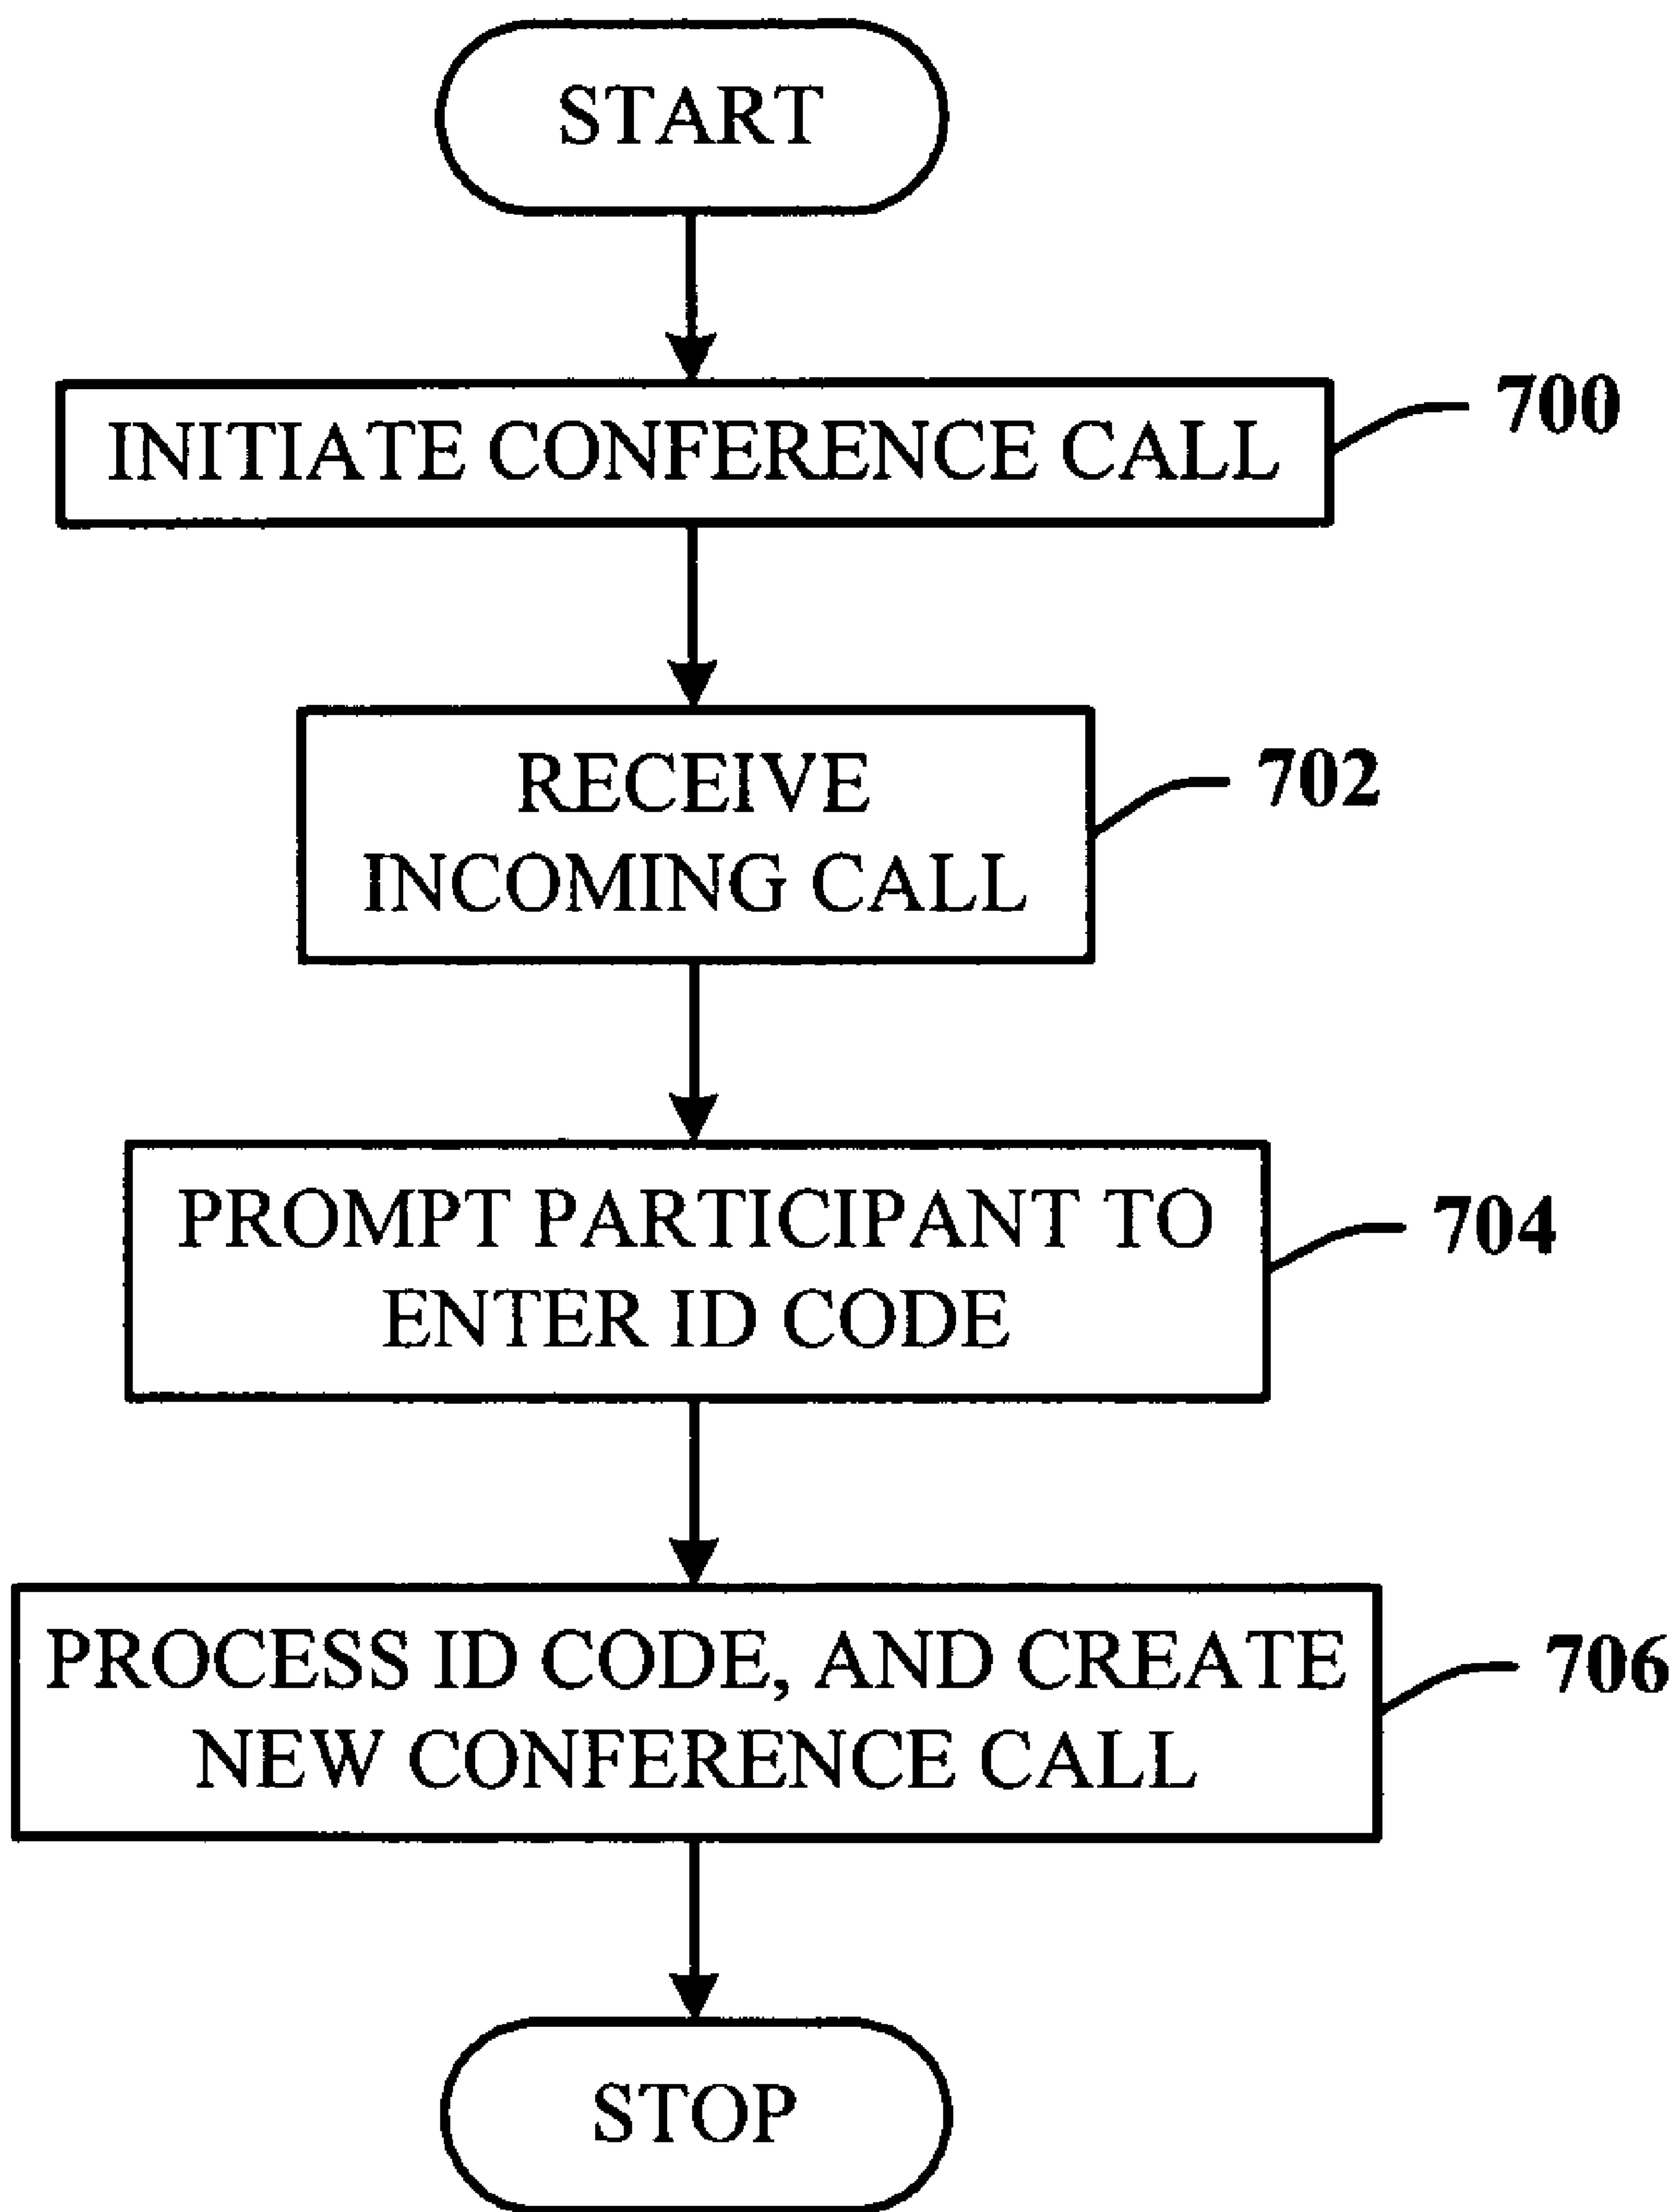 START
INITIATE CONFERENCE CALL
700
RECEIVE
INCOMING CALL
702
PROMPT PARTICIPANT TO
ENTER ID CODE
704
PROCESS ID CODE, AND CREATE
NEW CONFERENCE CALL
706
STOP